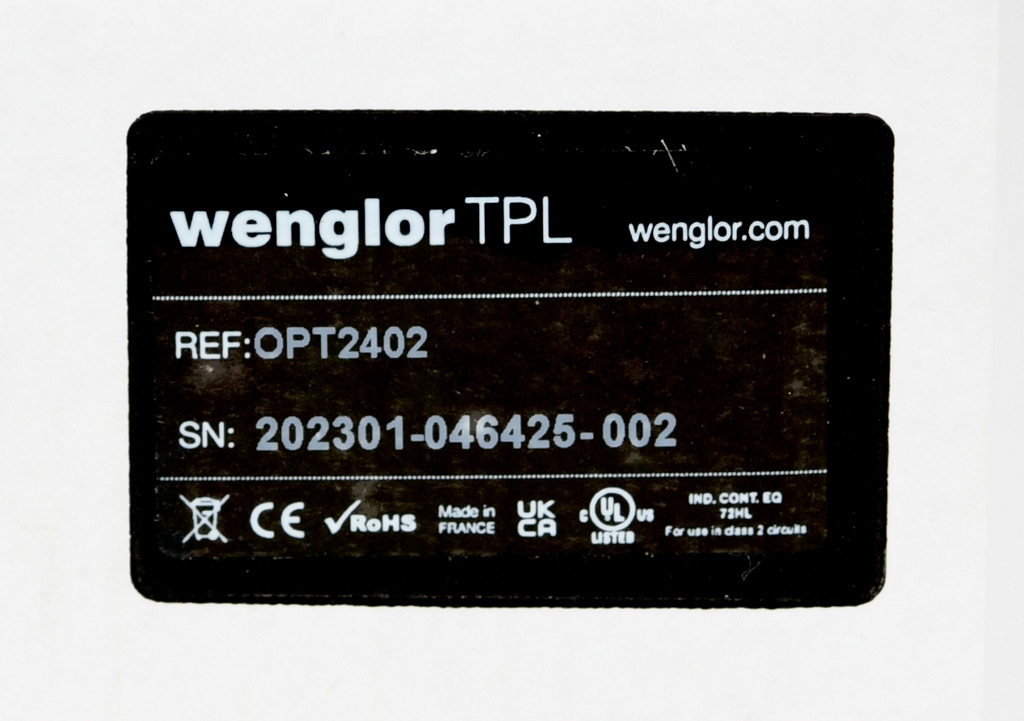 wenglor TPL wenglor.com
REF:OPT2402
SN: 202301-046425-002
CE ✓RoHS Made in FRANCE UK CA c UL US LISTED IND. CONT. EQ
72HL
For use in class 2 circuits